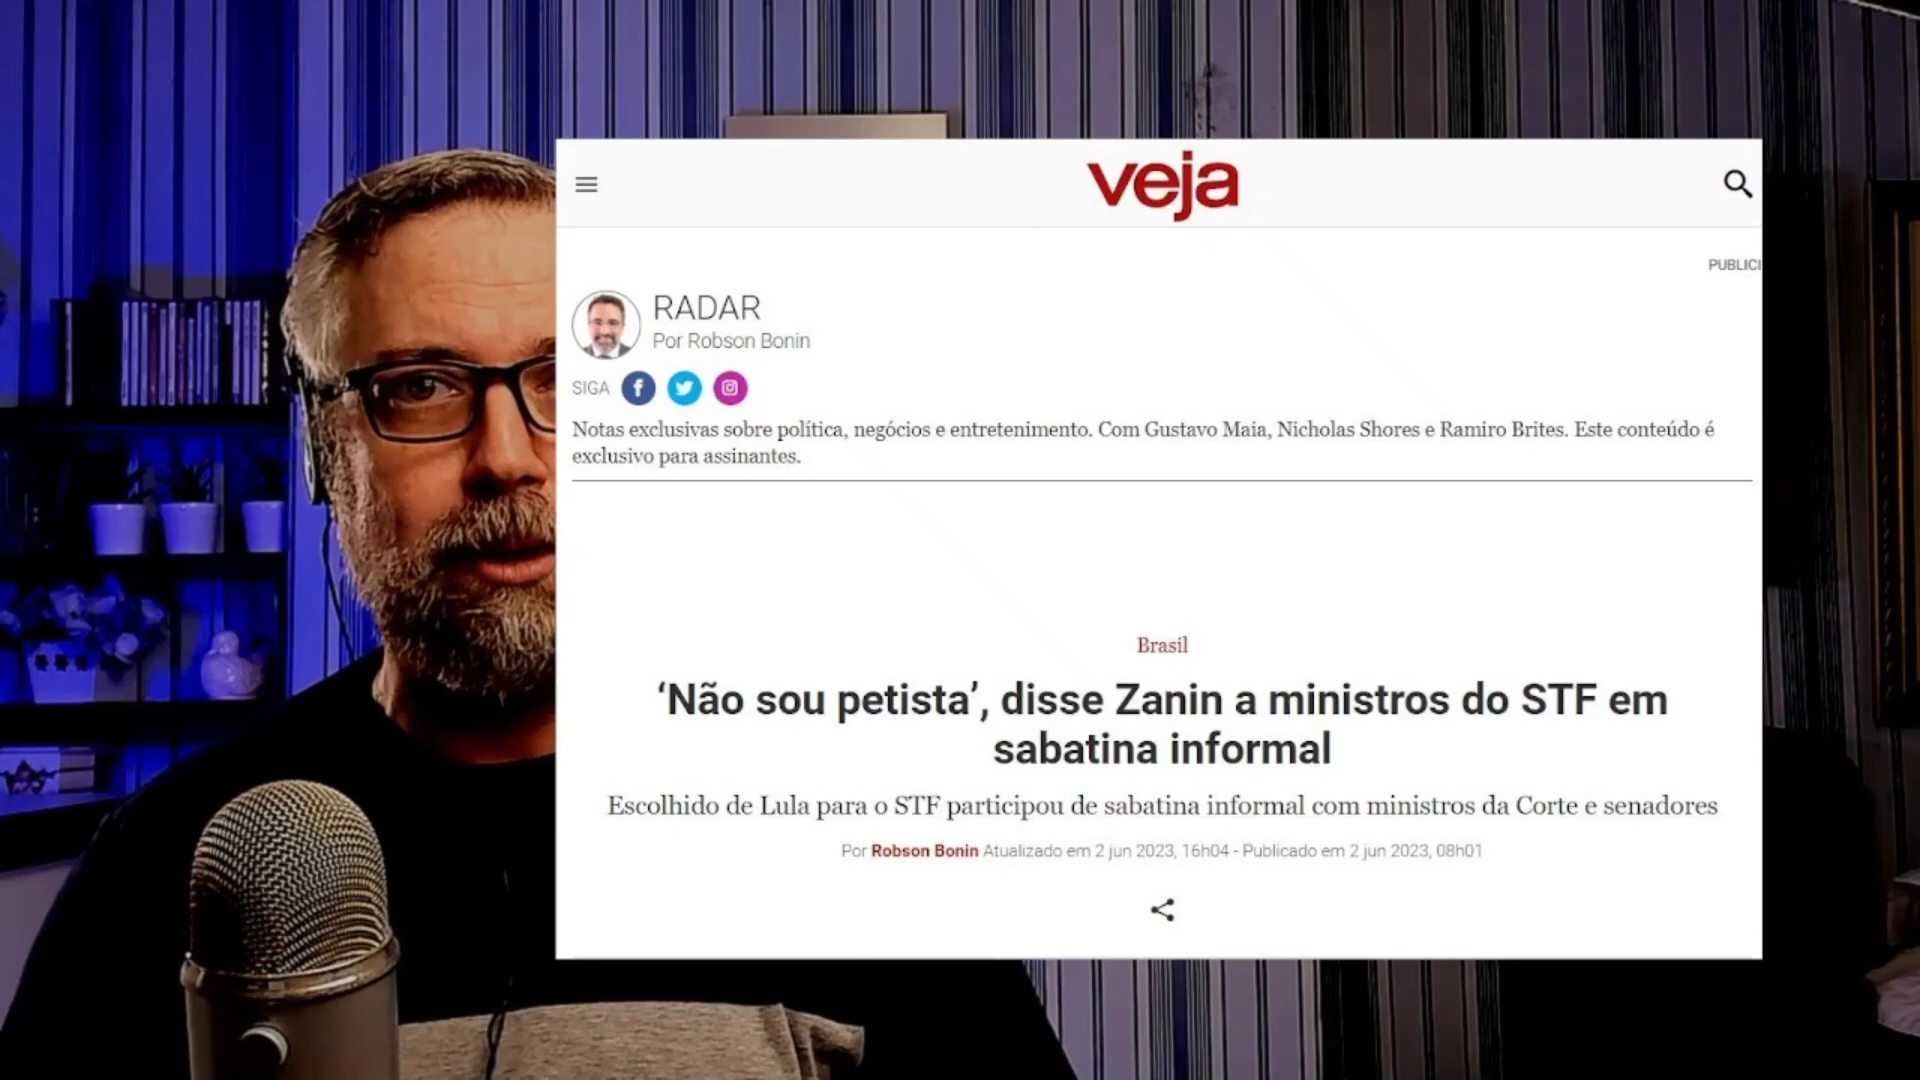 veja
PUBLICI
RADAR
Por Robson Bonin
SIGA
Notas exclusivas sobre política, negócios e entretenimento. Com Gustavo Maia, Nicholas Shores e Ramiro Brites. Este conteúdo é
exclusivo para assinantes.
Brasil
‘Não sou petista’, disse Zanin a ministros do STF em
sabatina informal
Escolhido de Lula para o STF participou de sabatina informal com ministros da Corte e senadores
Por Robson Bonin Atualizado em 2 jun 2023, 16h04 - Publicado em 2 jun 2023, 08h01